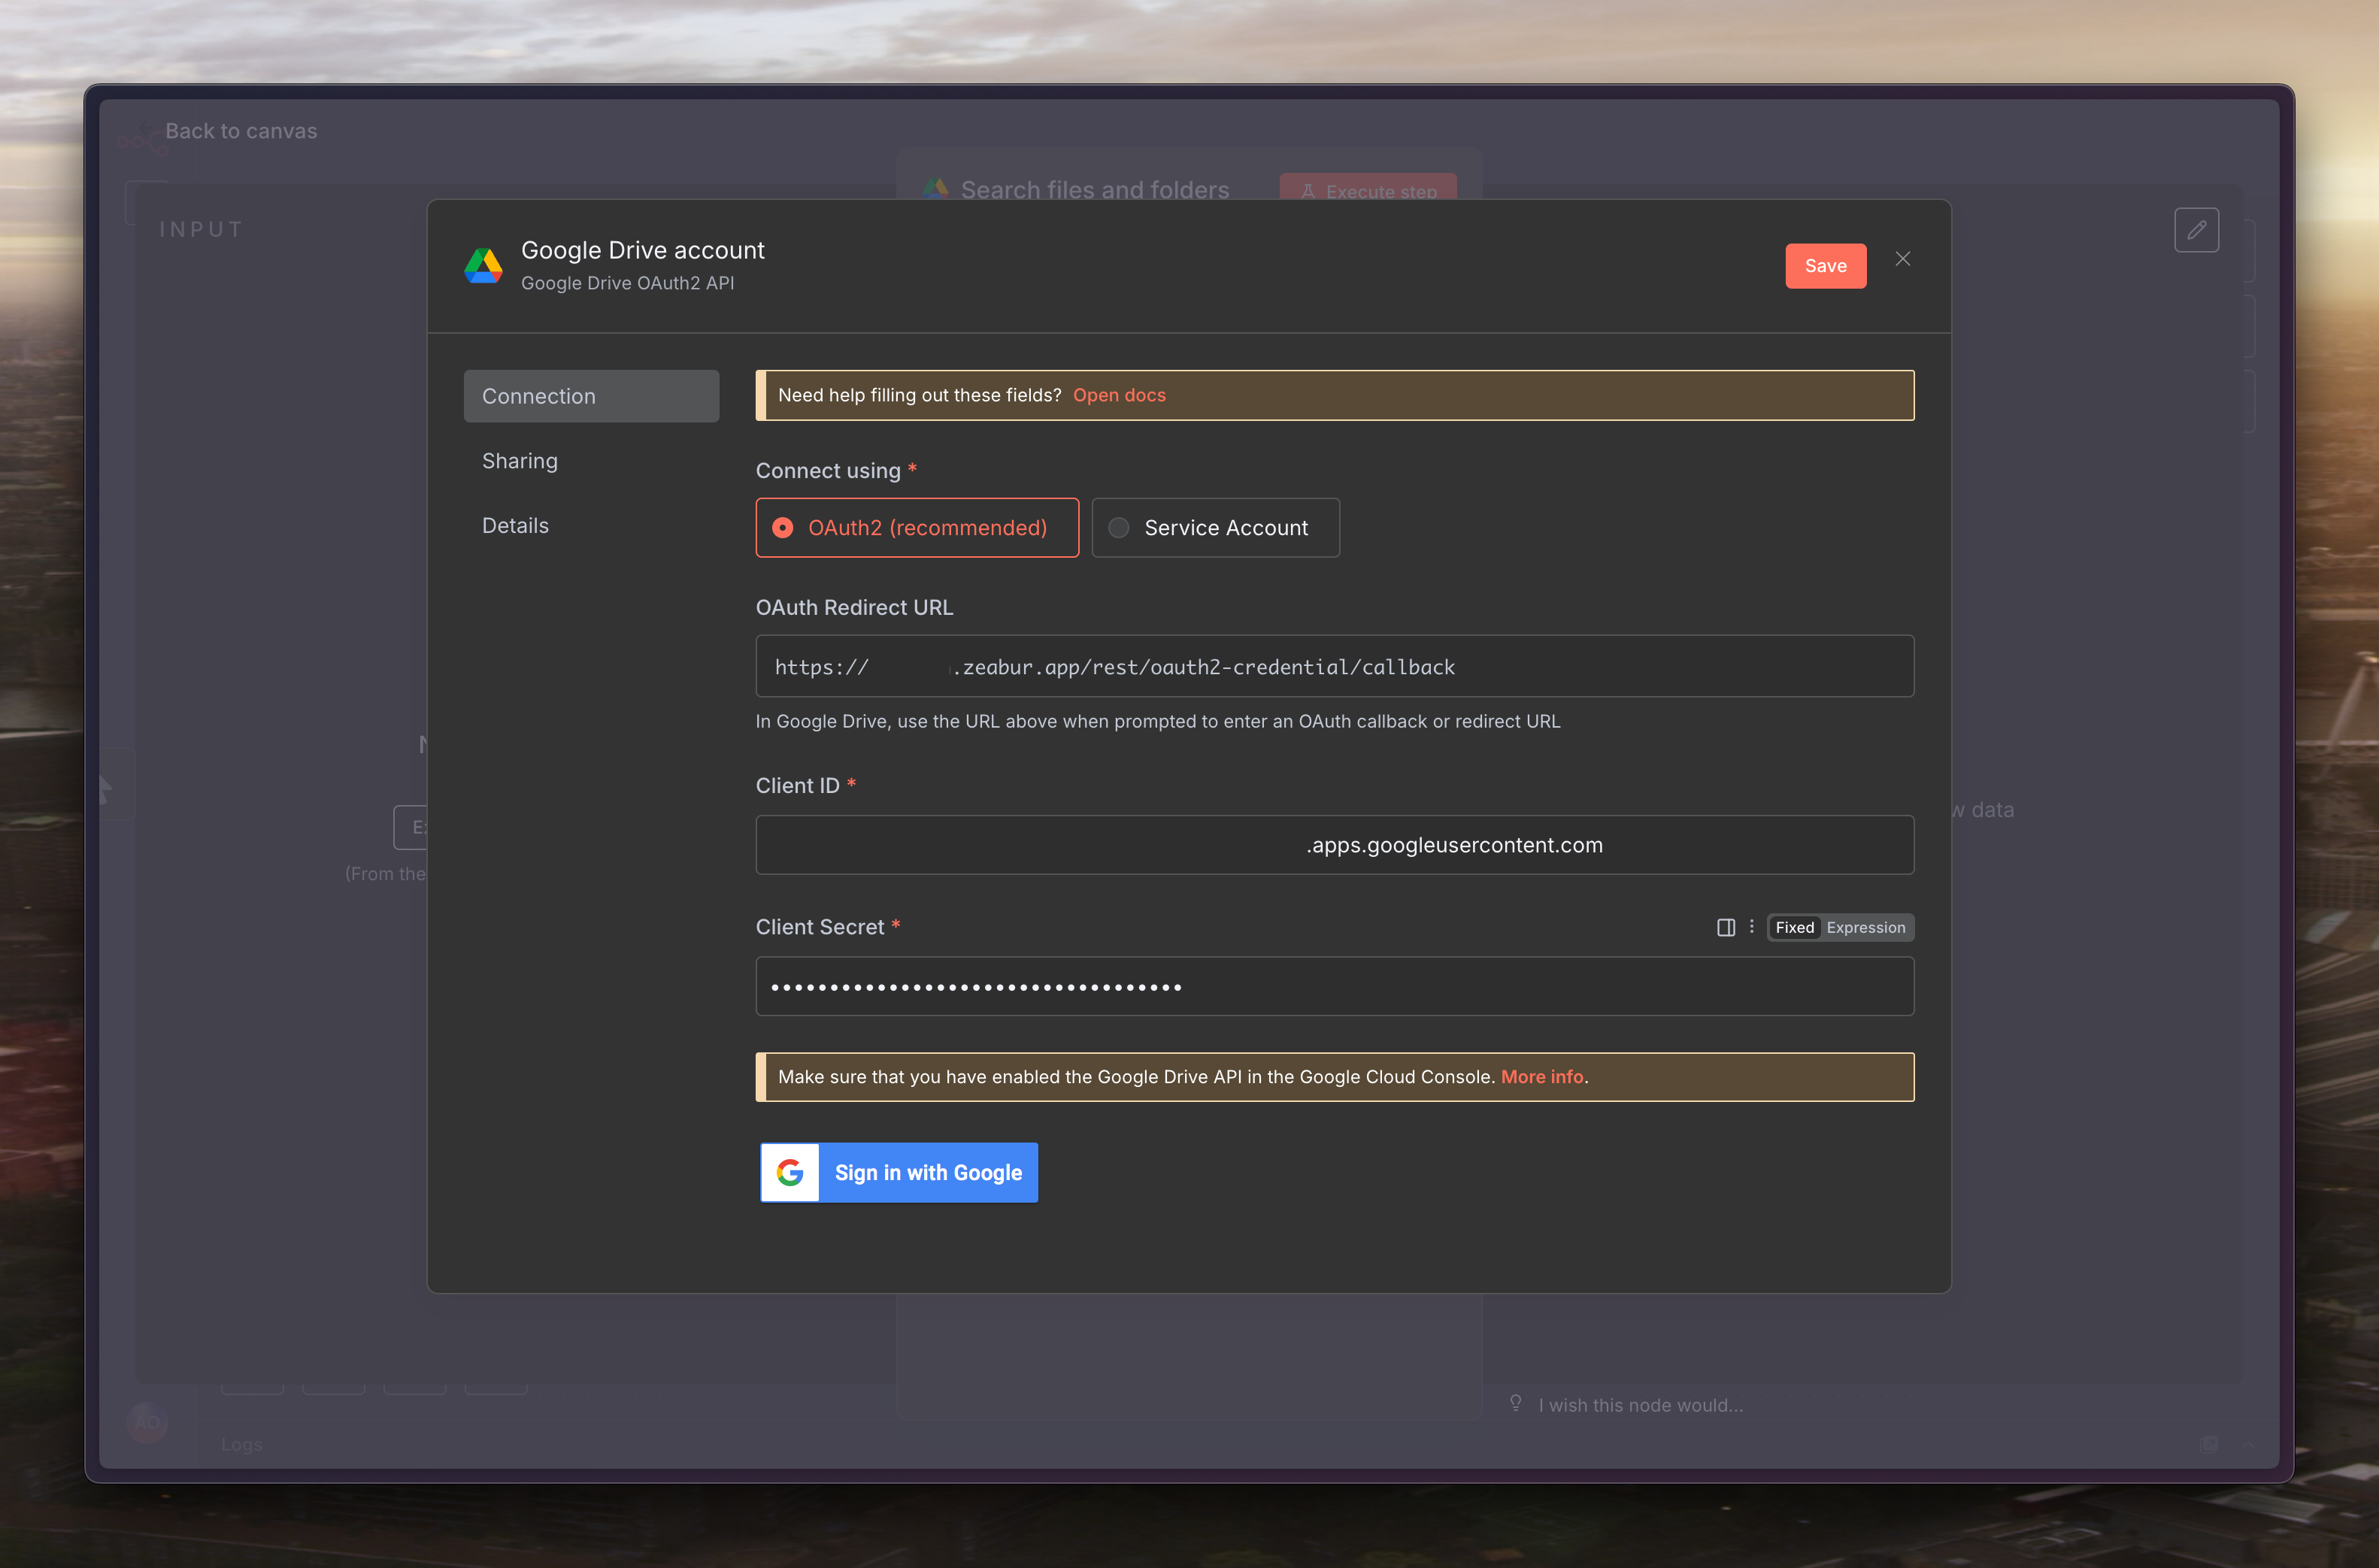 Back to canvas
Search files and folders
Execute step
INPUT
Google Drive account
Google Drive OAuth2 API
Save
Connection
Sharing
Details
Need help filling out these fields? Open docs
Connect using *
OAuth2 (recommended)
Service Account
OAuth Redirect URL
https:// .zeabur.app/rest/oauth2-credential/callback
In Google Drive, use the URL above when prompted to enter an OAuth callback or redirect URL
Client ID *
.apps.googleusercontent.com
(From the
data
Client Secret *
Fixed Expression
•••••••••••••••••••••••••••••••••••
Make sure that you have enabled the Google Drive API in the Google Cloud Console. More info.
Sign in with Google
I wish this node would...
AO
Logs